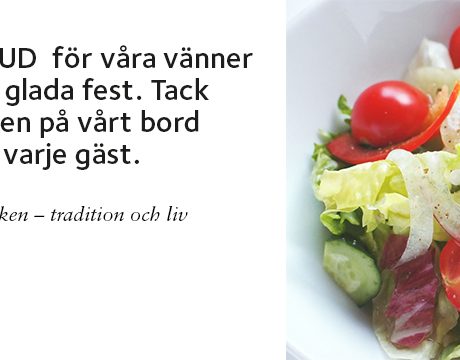 UD för våra vänner
glada fest. Tack
en på vårt bord
varje gäst.
ken – tradition och liv